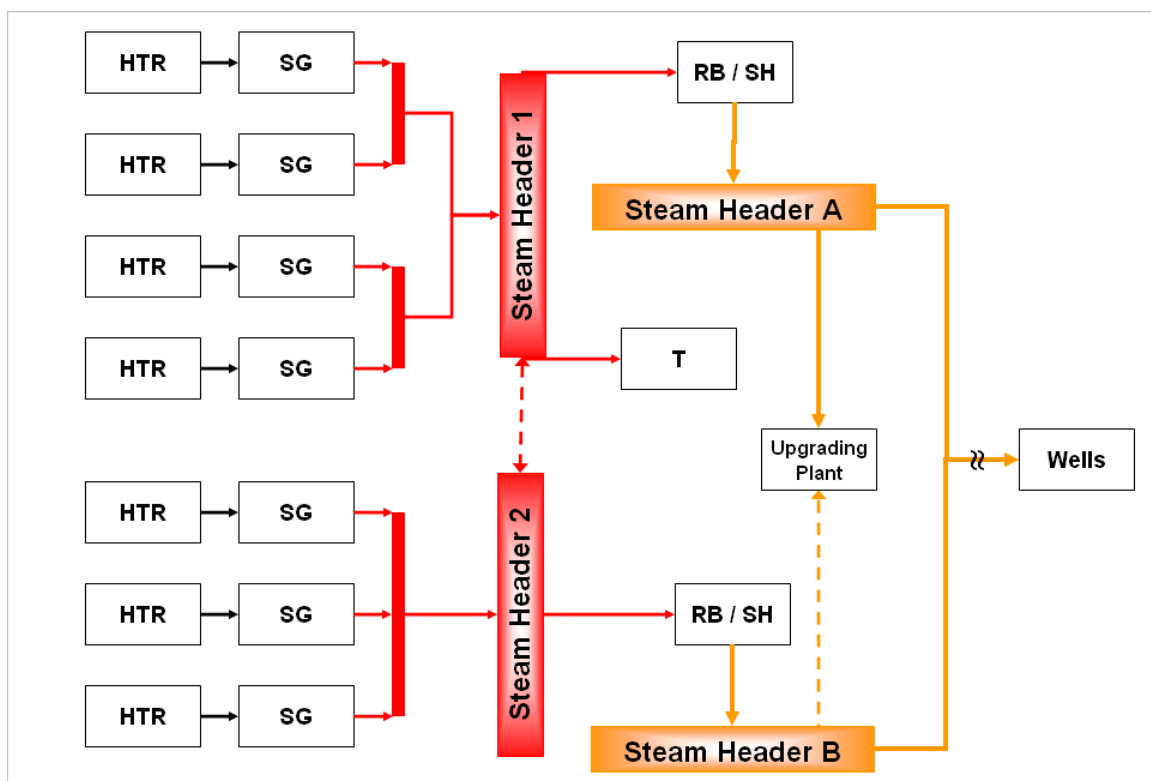 HTR
SG
HTR
SG
HTR
SG
HTR
SG
Steam Header 1
RB / SH
Steam Header A
T
Upgrading
Plant
Wells
HTR
SG
HTR
SG
HTR
SG
Steam Header 2
RB / SH
Steam Header B